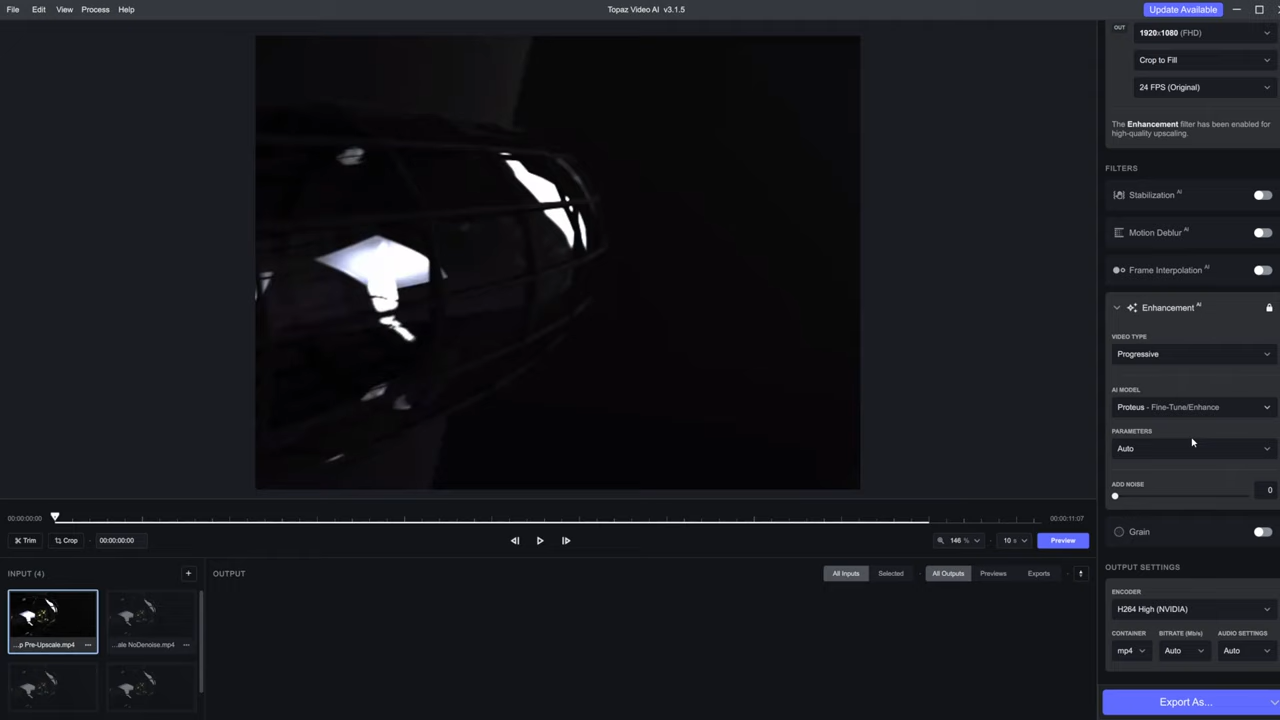 File Edit View Process Help
Topaz Video AI v3.1.5
Update Available
OUT
1920x1080 (FHD)
Crop to Fill
24 FPS (Original)
The Enhancement filter has been enabled for
high-quality upscaling.
FILTERS
Stabilization AI
Motion Deblur AI
Frame Interpolation AI
Enhancement AI
VIDEO TYPE
Progressive
AI MODEL
Proteus - Fine-Tune/Enhance
PARAMETERS
Auto
ADD NOISE
0
Grain
00:00:00:00
00:00:11:07
Trim
Crop
00:00:00:00
146 %
10 s
Preview
INPUT (4)
+
OUTPUT
All Inputs
Selected
All Outputs
Previews
Exports
...p Pre-Upscale.mp4
...ale NoDenoise.mp4
OUTPUT SETTINGS
ENCODER
H264 High (NVIDIA)
CONTAINER
BITRATE (Mb/s)
AUDIO SETTINGS
mp4
Auto
Auto
Export As...